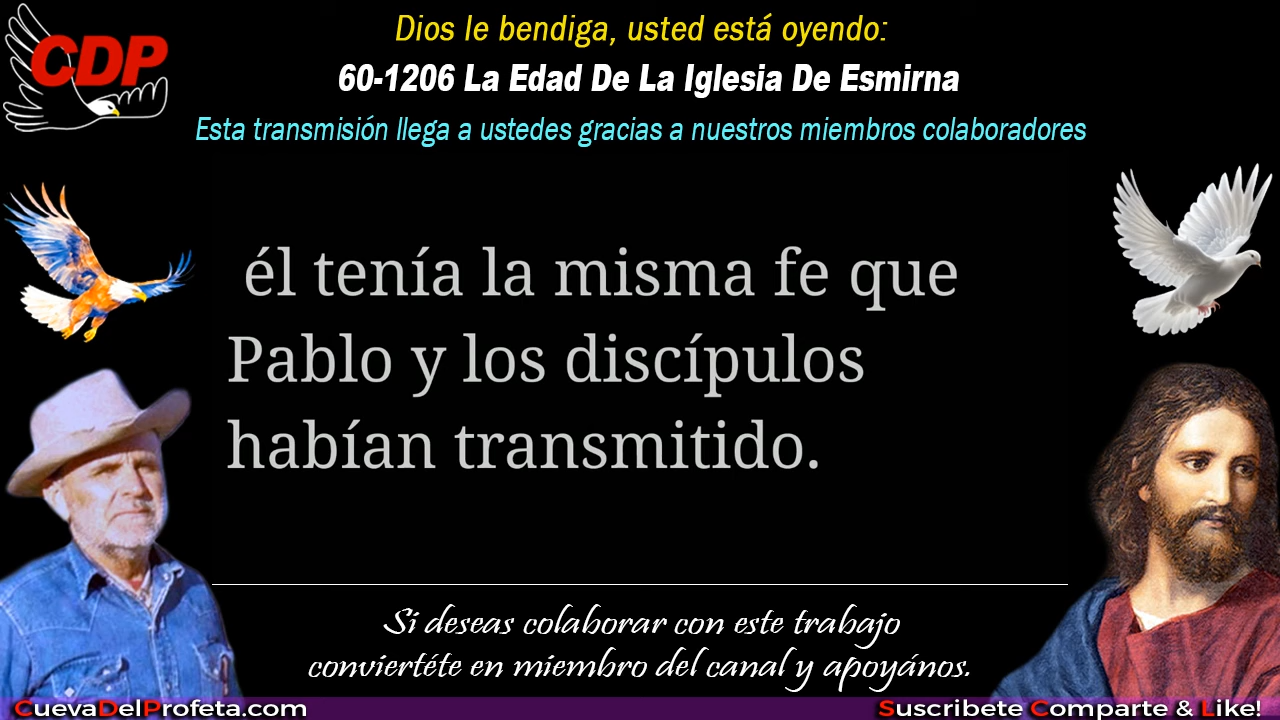 CDP
Dios le bendiga, usted está oyendo:
60-1206 La Edad De La Iglesia De Esmirna
Esta transmisión llega a ustedes gracias a nuestros miembros colaboradores
él tenía la misma fe que
Pablo y los discípulos
habían transmitido.
Si deseas colaborar con este trabajo
conviertéte en miembro del canal y apoyános.
CuevaDelProfeta.com
Suscribete Comparte & Like!